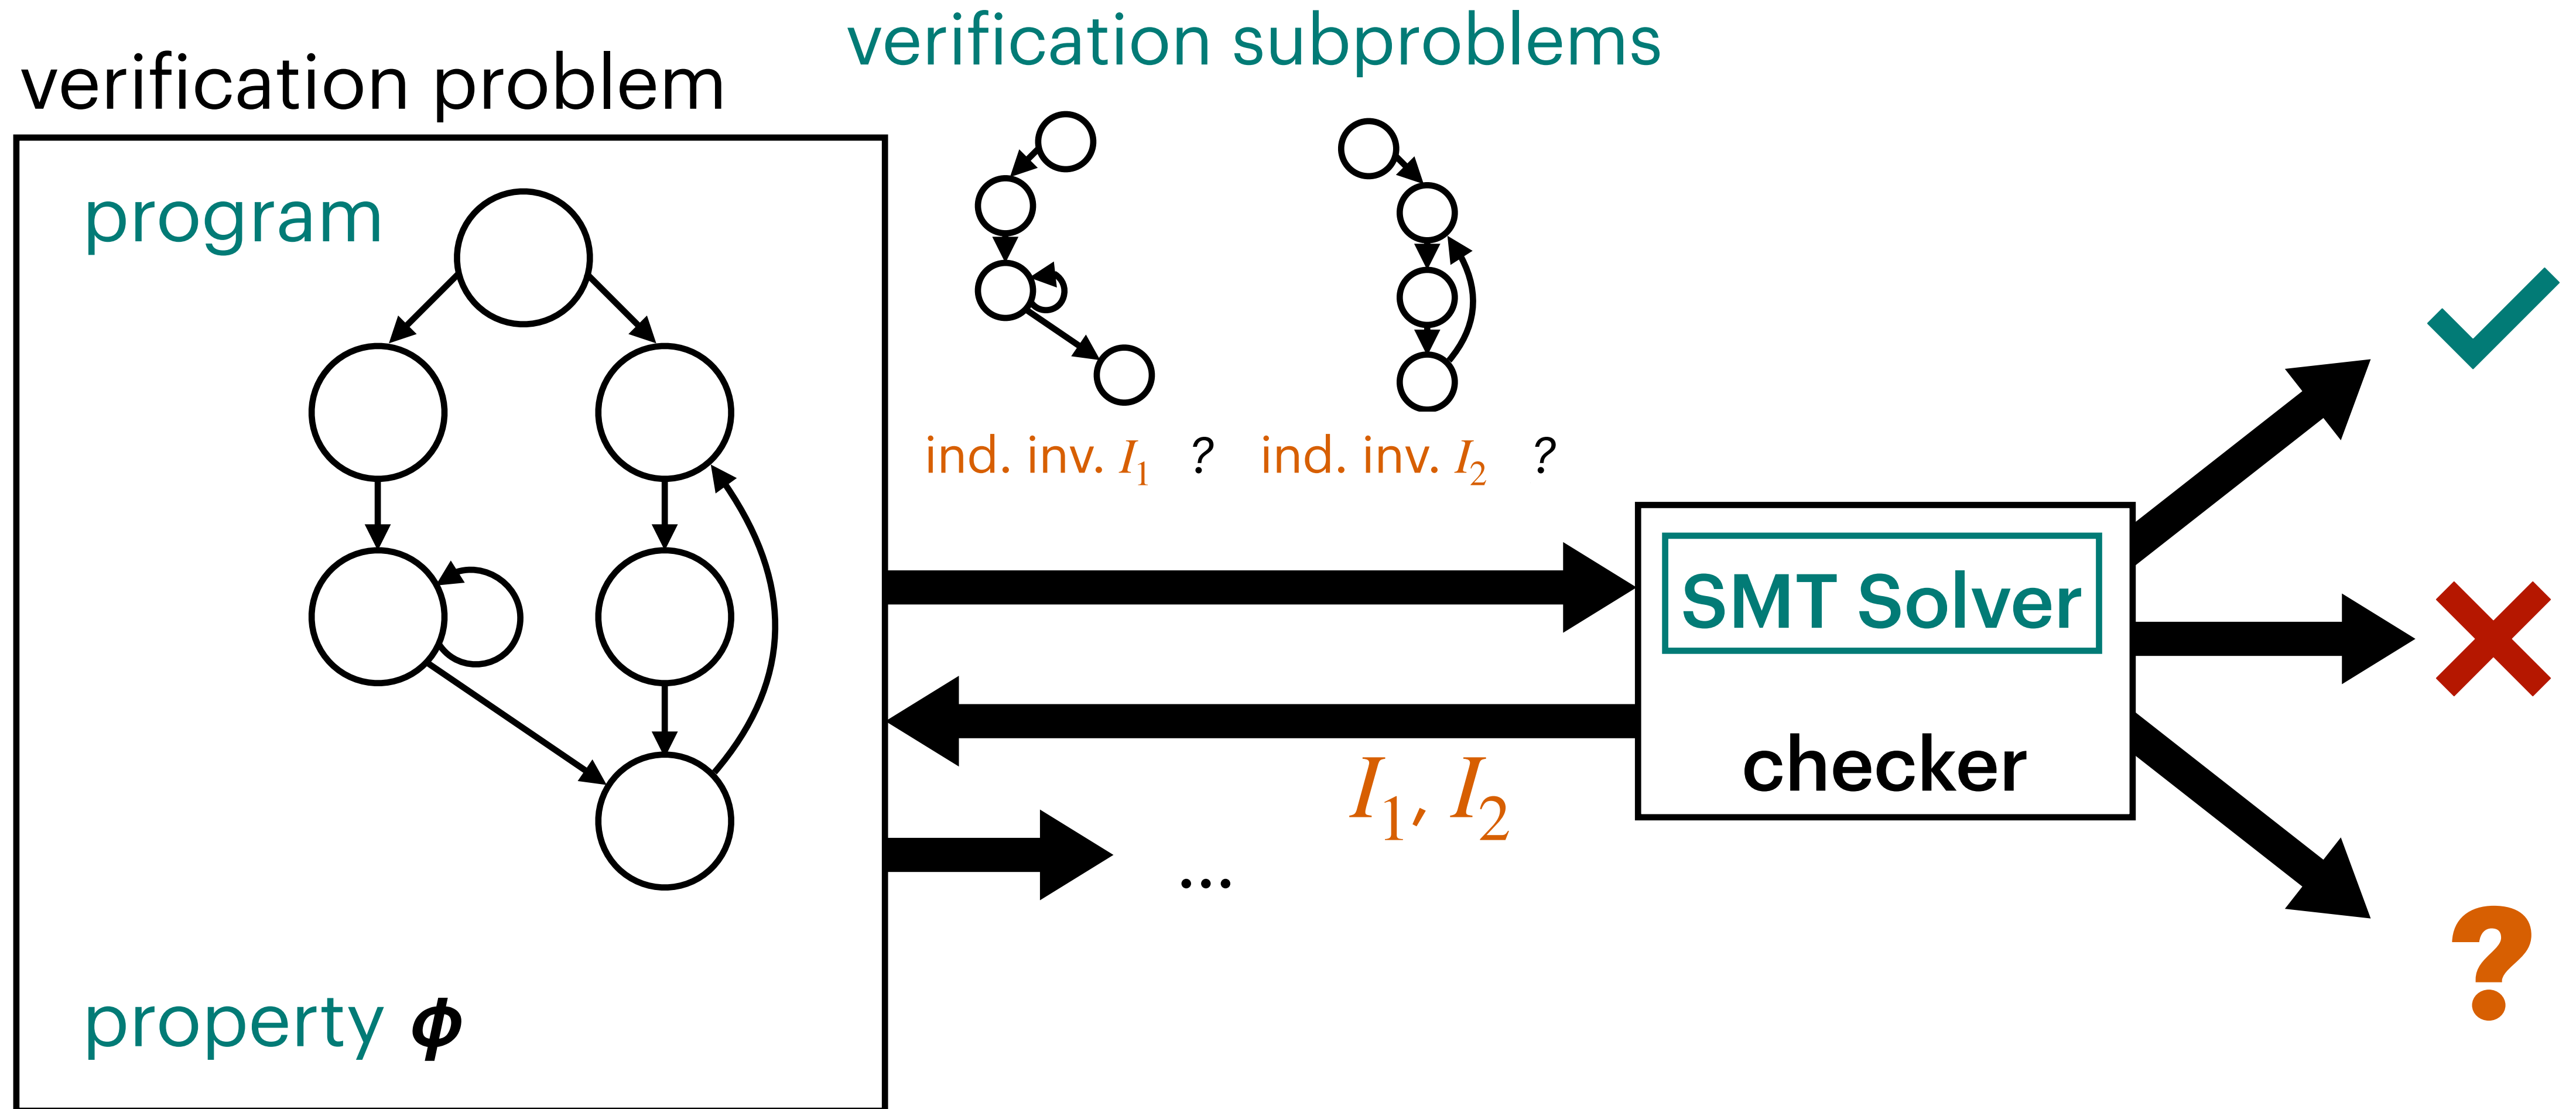 verification subproblems
verification problem
program
ind. inv. I₁ ?
ind. inv. I₂ ?
SMT Solver
checker
I₁, I₂
...
?
property ϕ